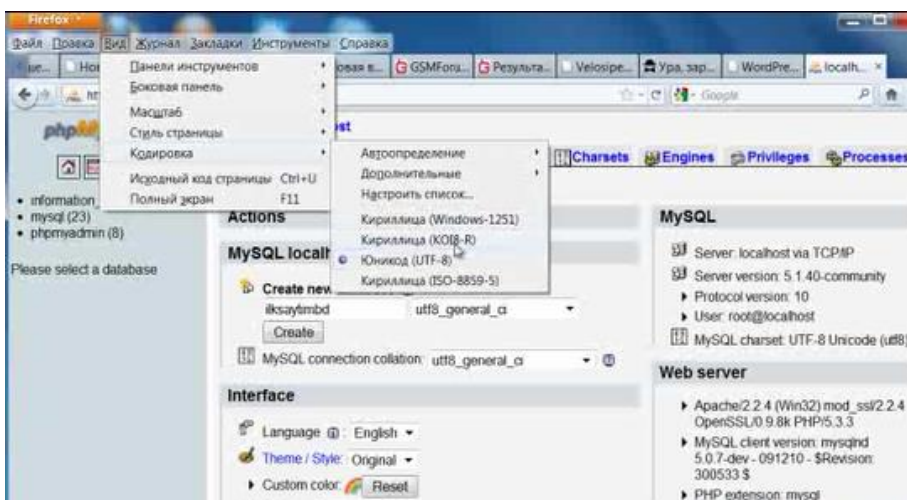 Firefox
Файл Правка Вид Журнал Закладки Инструменты Справка
GSMForu... Результа... Velosipe... Ура, зар... WordPre... localh... ×
Google
Панели инструментов
Боковая панель
Масштаб
Стиль страницы
Кодировка
Исходный код страницы Ctrl+U
Полный экран F11
Автоопределение
Дополнительные
Настроить список...
Кириллица (Windows-1251)
Кириллица (KOI8-R)
Юникод (UTF-8)
Кириллица (ISO-8859-5)
Charsets Engines Privileges Processes
mysql (23)
phpmyadmin (8)
Please select a database
Actions
MySQL localh
Create new
ilksaytimbd utf8_general_ci
Create
MySQL connection collation: utf8_general_ci
Interface
Language : English
Theme / Style: Original
Custom color: Reset
MySQL
Server: localhost via TCP/IP
Server version: 5.1.40-community
Protocol version: 10
User: root@localhost
MySQL charset: UTF-8 Unicode (utf8)
Web server
Apache/2.2.4 (Win32) mod_ssl/2.2.4
OpenSSL/0.9.8k PHP/5.3.3
MySQL client version: mysqlnd
5.0.7-dev - 091210 - $Revision:
300533 $
PHP extension: mysql